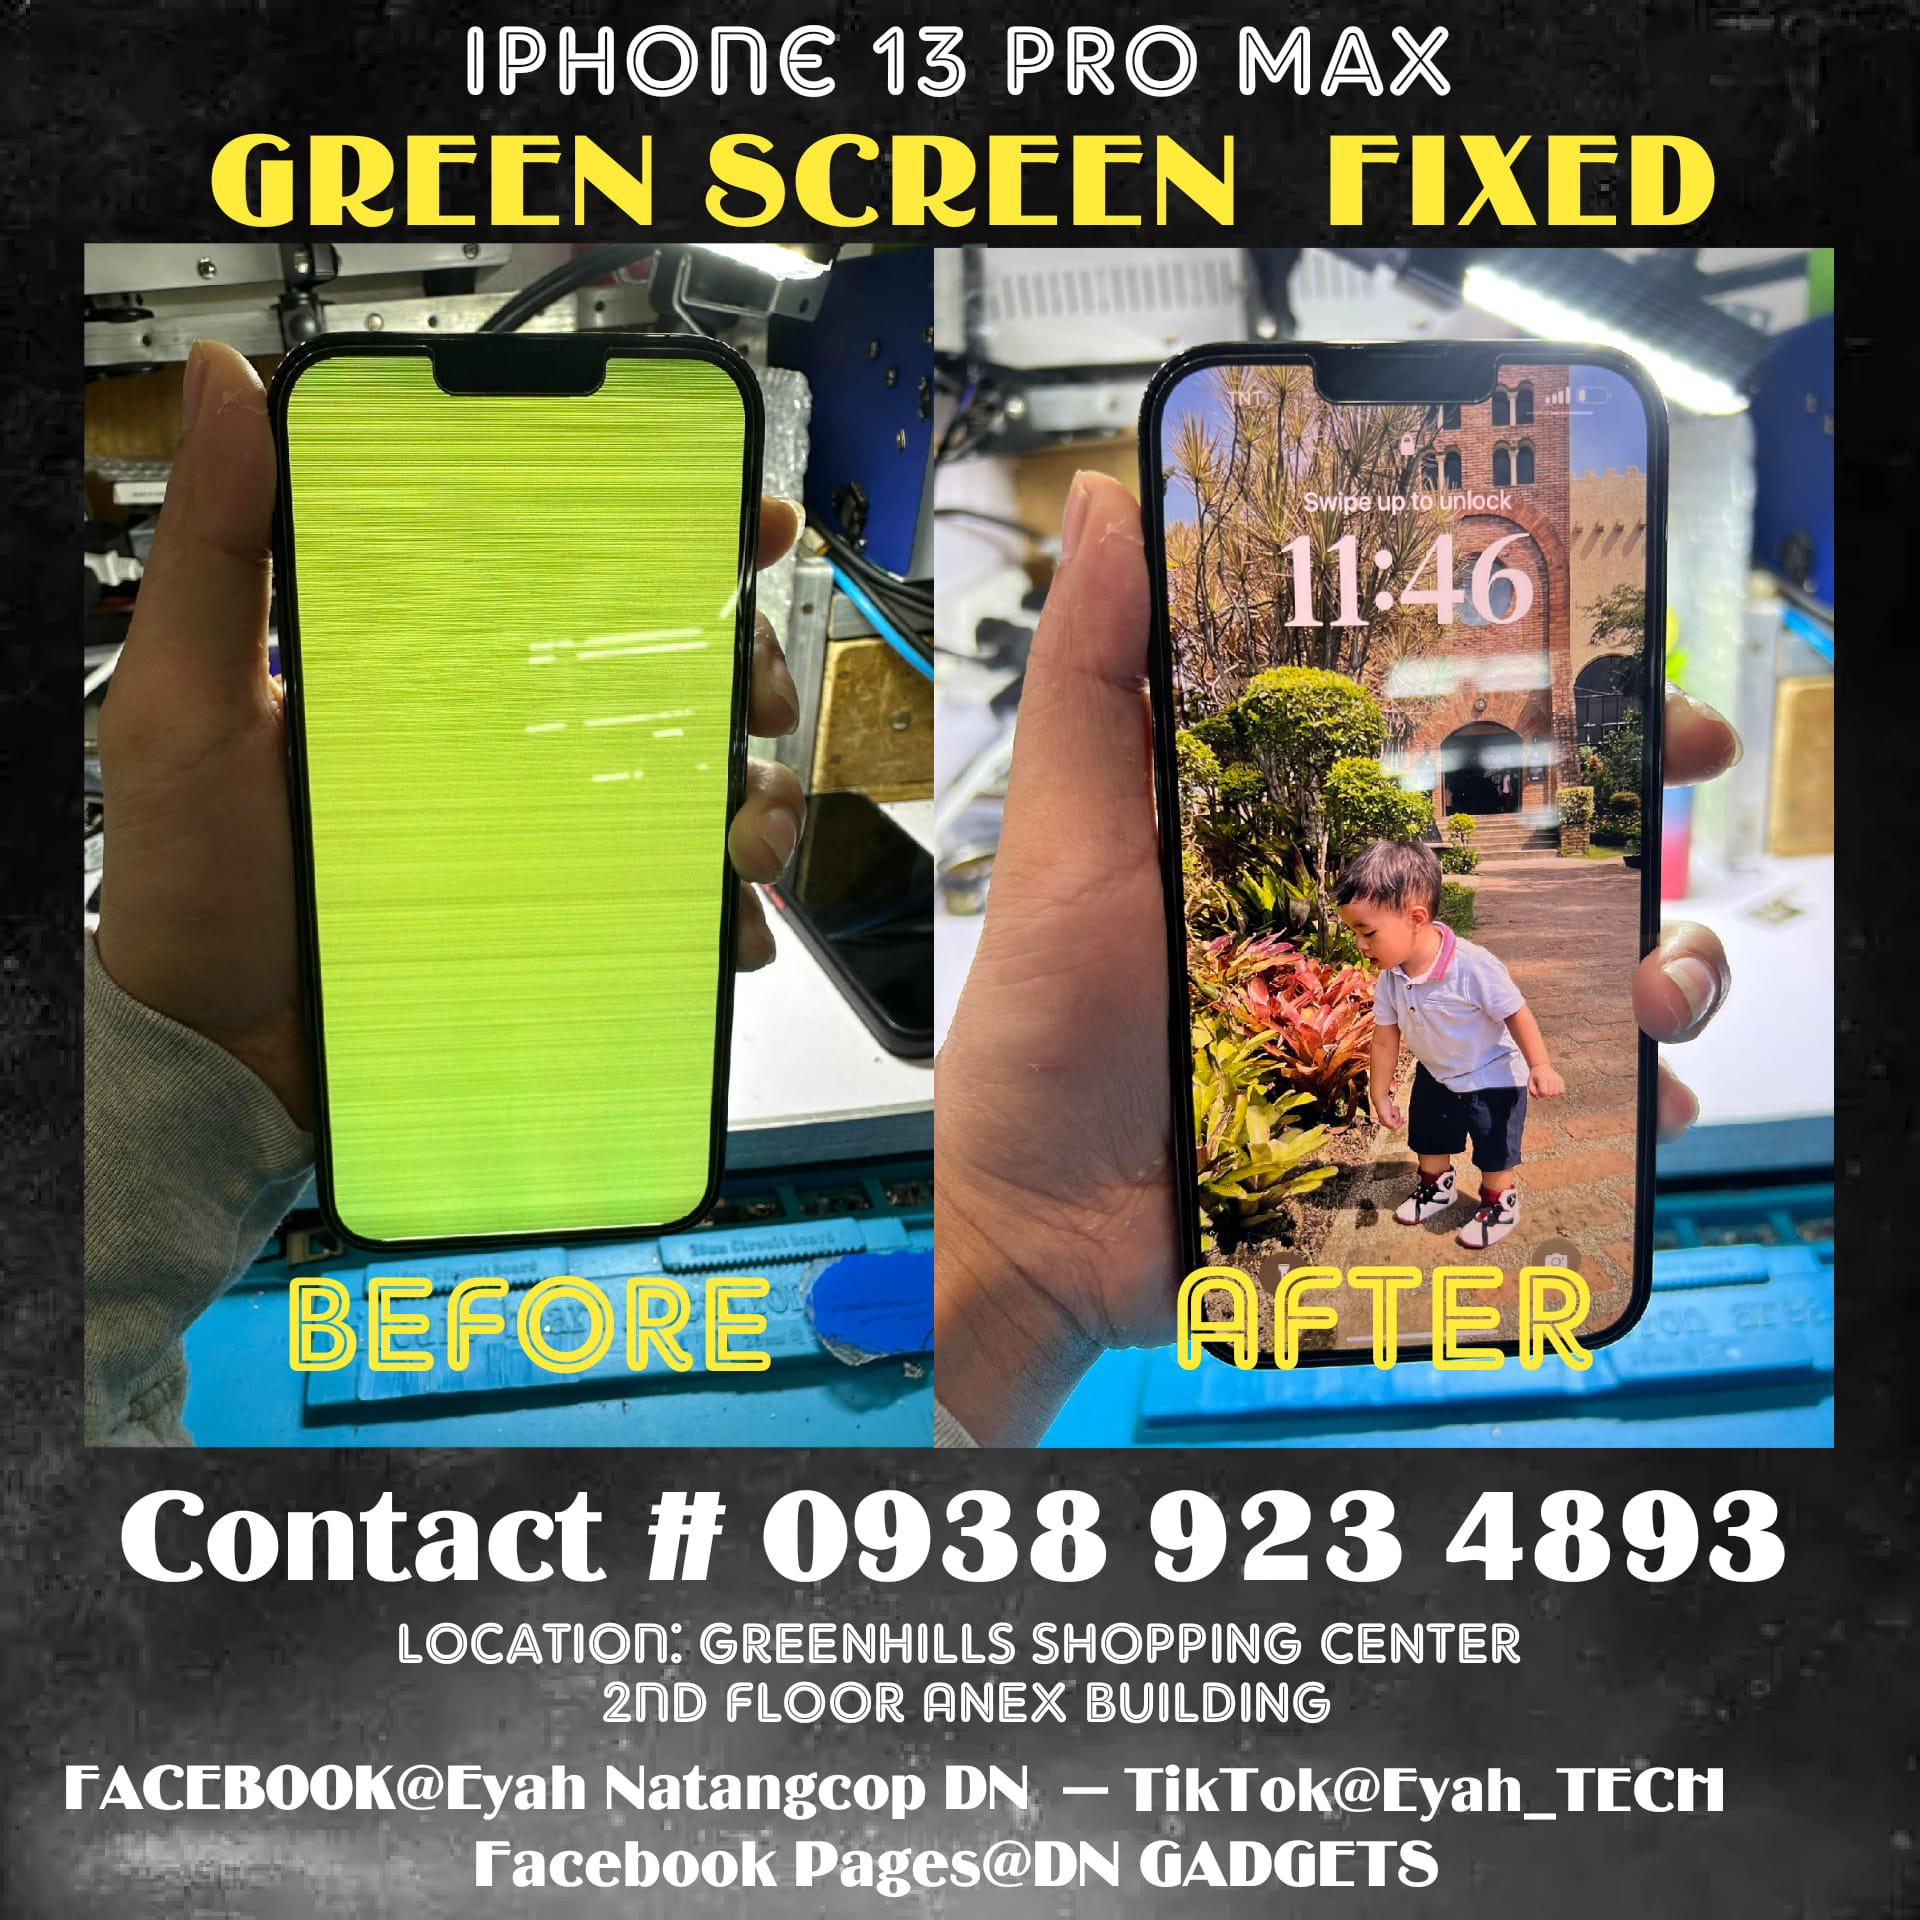 IPHONE 13 PRO MAX
GREEN SCREEN FIXED
TNT
Swipe up to unlock
11:46
BEFORE
AFTER
Contact # 0938 923 4893
LOCATION: GREENHILLS SHOPPING CENTER
2ND FLOOR ANEX BUILDING
FACEBOOK@Eyah Natangcop DN — TikTok@Eyah_TECH
Facebook Pages@DN GADGETS